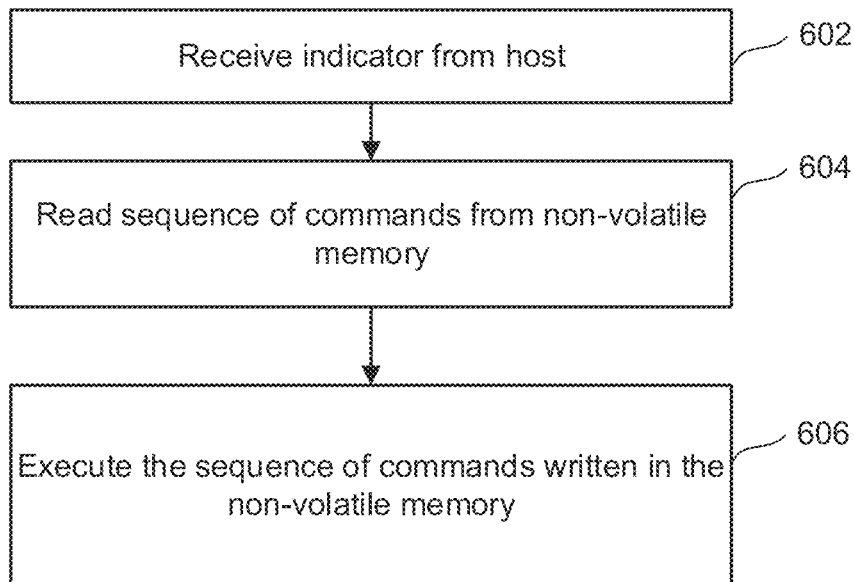 Receive indicator from host
602
604
Read sequence of commands from non-volatile
memory
606
Execute the sequence of commands written in the
non-volatile memory